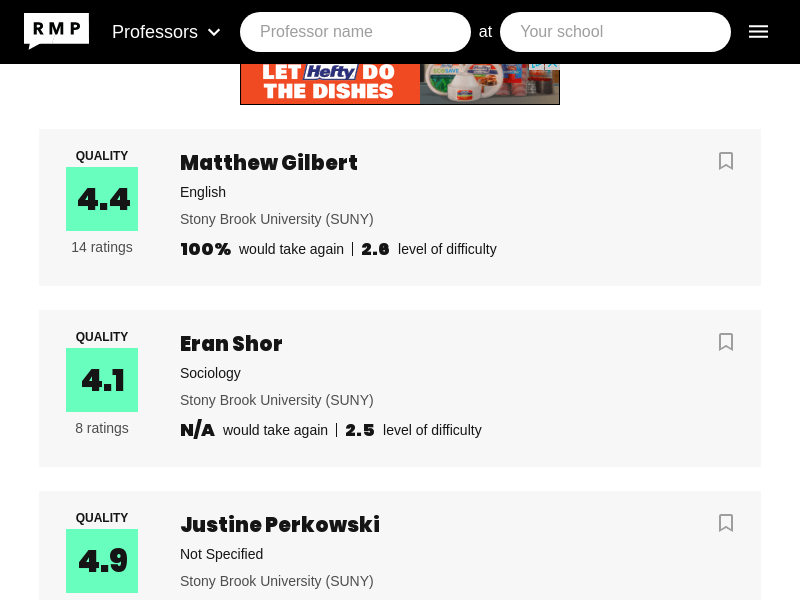 RMP
Professors
Professor name
at
Your school
LET Hefty DO
THE DISHES
ECOSAVE
QUALITY
4.4
14 ratings
Matthew Gilbert
English
Stony Brook University (SUNY)
100% would take again | 2.6 level of difficulty
QUALITY
4.1
8 ratings
Eran Shor
Sociology
Stony Brook University (SUNY)
N/A would take again | 2.5 level of difficulty
QUALITY
4.9
Justine Perkowski
Not Specified
Stony Brook University (SUNY)